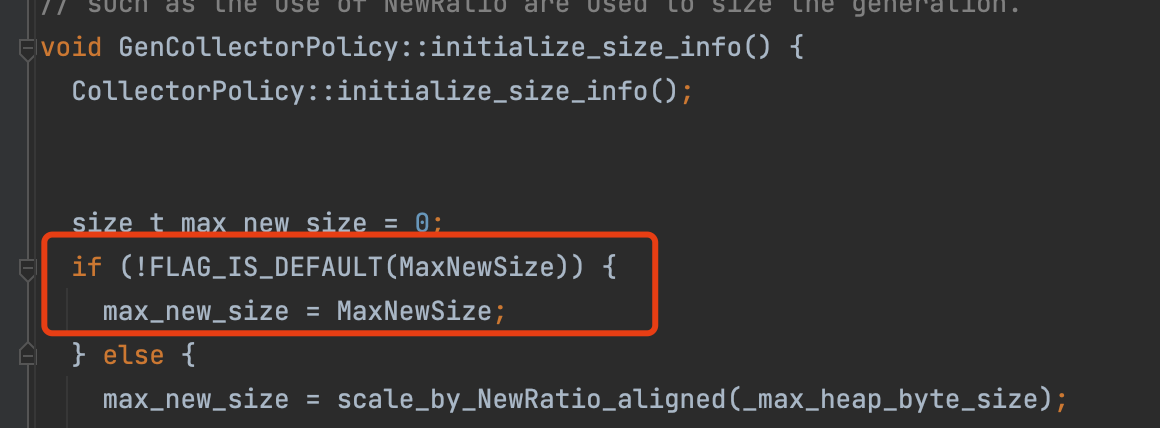 // such as the use of NewRatio are used to size the generation.
void GenCollectorPolicy::initialize_size_info() {
CollectorPolicy::initialize_size_info();
size_t max_new_size = 0;
if (!FLAG_IS_DEFAULT(MaxNewSize)) {
max_new_size = MaxNewSize;
} else {
max_new_size = scale_by_NewRatio_aligned(_max_heap_byte_size);